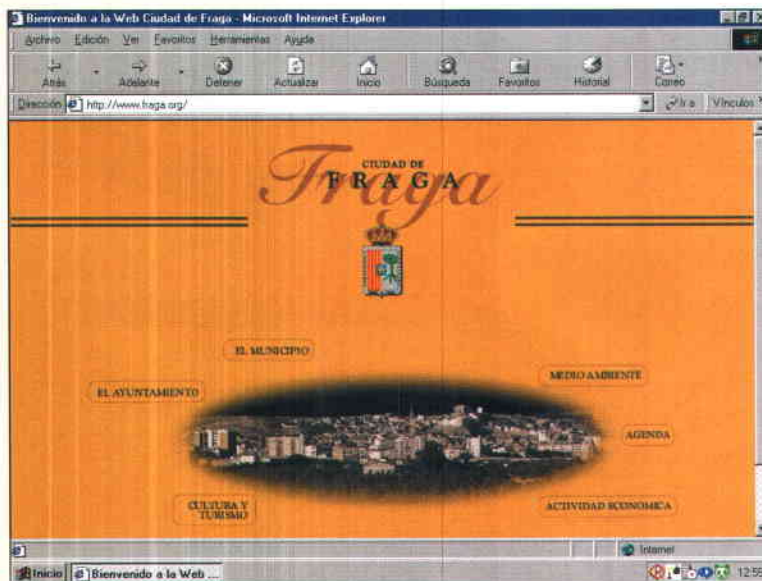 Bienvenido a la Web Ciudad de Fraga - Microsoft Internet Explorer
Archivo Edición Ver Favoritos Herramientas Ayuda
Atrás Adelante Detener Actualizar Inicio Búsqueda Favoritos Historial Correo
Dirección http://www.fraga.org/ Ir a Vínculos
Fraga
CIUDAD DE
FRAGA
EL MUNICIPIO
MEDIO AMBIENTE
EL AYUNTAMIENTO
AGENDA
CULTURA Y
TURISMO
ACTIVIDAD ECONOMICA
Internet
Inicio Bienvenido a la Web ... 12:55